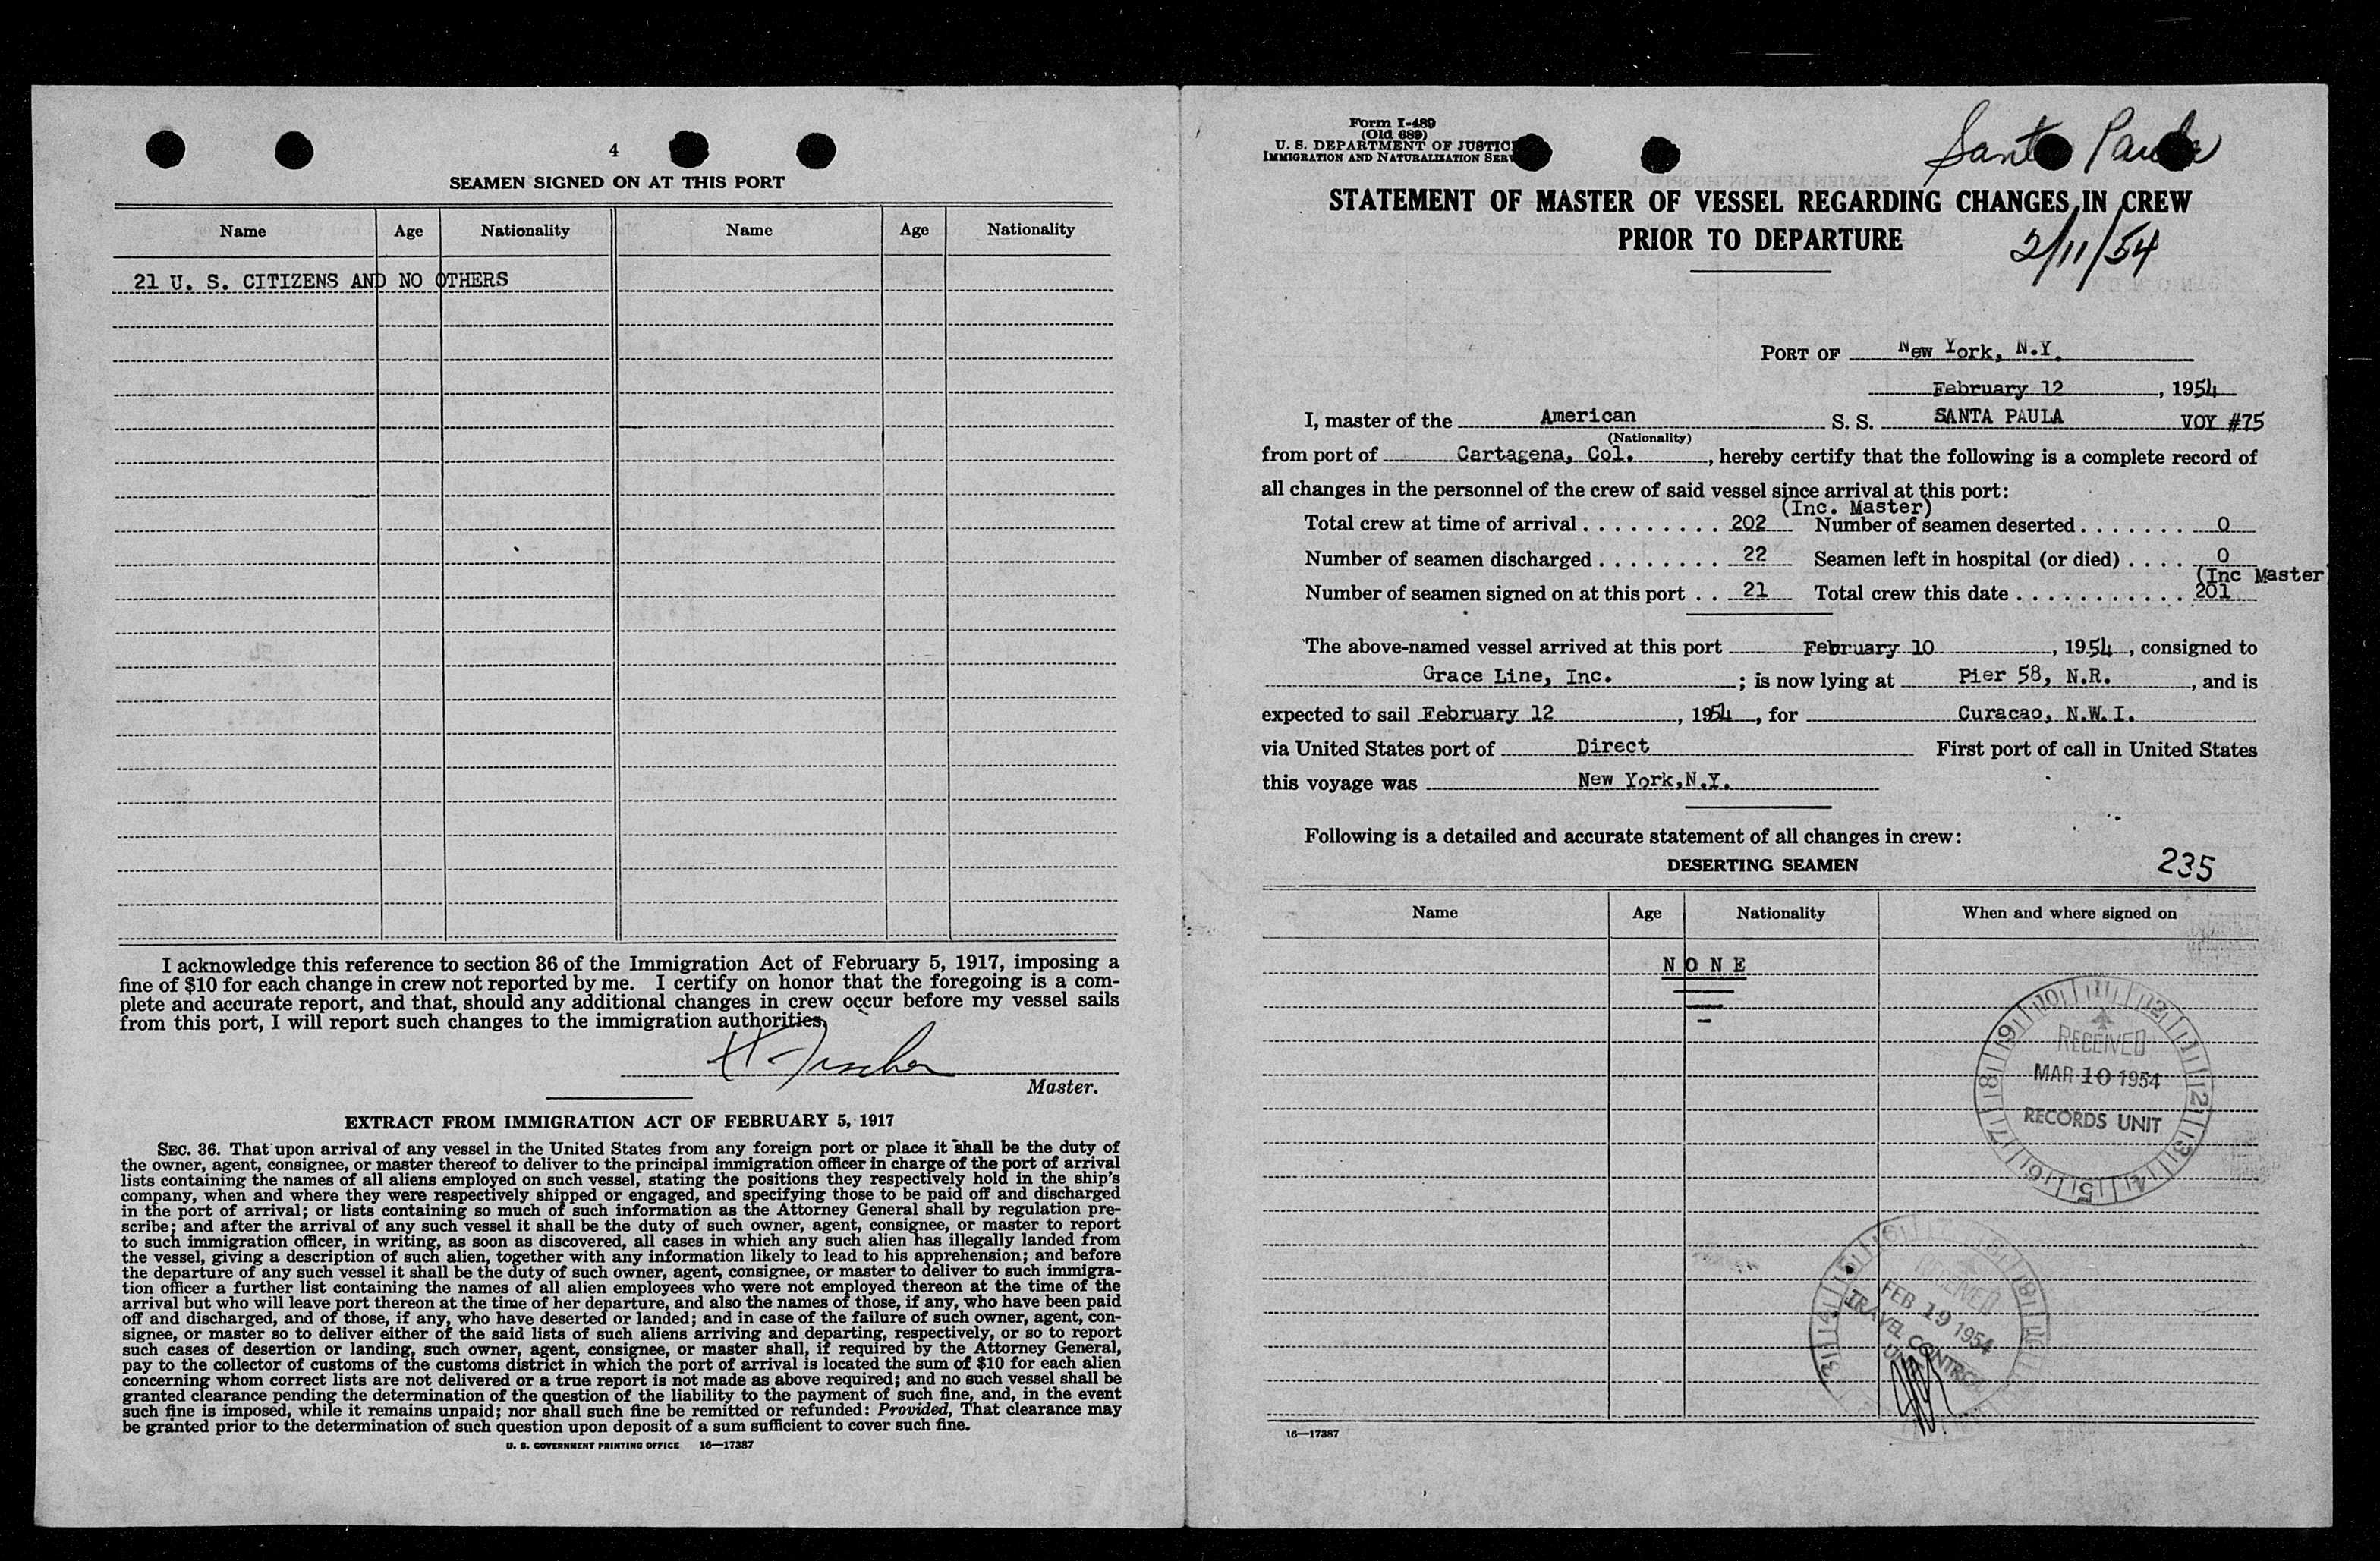 4
SEAMEN SIGNED ON AT THIS PORT
Name Age Nationality Name Age Nationality
21 U. S. CITIZENS AND NO OTHERS
I acknowledge this reference to section 36 of the Immigration Act of February 5, 1917, imposing a
fine of $10 for each change in crew not reported by me. I certify on honor that the foregoing is a com-
plete and accurate report, and that, should any additional changes in crew occur before my vessel sails
from this port, I will report such changes to the immigration authorities.
Master.
EXTRACT FROM IMMIGRATION ACT OF FEBRUARY 5, 1917
SEC. 36. That upon arrival of any vessel in the United States from any foreign port or place it shall be the duty of
the owner, agent, consignee, or master thereof to deliver to the principal immigration officer in charge of the port of arrival
lists containing the names of all aliens employed on such vessel, stating the positions they respectively hold in the ship's
company, when and where they were respectively shipped or engaged, and specifying those to be paid off and discharged
in the port of arrival; or lists containing so much of such information as the Attorney General shall by regulation pre-
scribe; and after the arrival of any such vessel it shall be the duty of such owner, agent, consignee, or master to report
to such immigration officer, in writing, as soon as discovered, all cases in which any such alien has illegally landed from
the vessel, giving a description of such alien, together with any information likely to lead to his apprehension; and before
the departure of any such vessel it shall be the duty of such owner, agent, consignee, or master to deliver to such immigra-
tion officer a further list containing the names of all alien employees who were not employed thereon at the time of the
arrival but who will leave port thereon at the time of her departure, and also the names of those, if any, who have been paid
off and discharged, and of those, if any, who have deserted or landed; and in case of the failure of such owner, agent, con-
signee, or master so to deliver either of the said lists of such aliens arriving and departing, respectively, or so to report
such cases of desertion or landing, such owner, agent, consignee, or master shall, if required by the Attorney General,
pay to the collector of customs of the customs district in which the port of arrival is located the sum of $10 for each alien
concerning whom correct lists are not delivered or a true report is not made as above required; and no such vessel shall be
granted clearance pending the determination of the question of the liability to the payment of such fine, and, in the event
such fine is imposed, while it remains unpaid; nor shall such fine be remitted or refunded: Provided, That clearance may
be granted prior to the determination of such question upon deposit of a sum sufficient to cover such fine.
U. S. GOVERNMENT PRINTING OFFICE 16—17387
Form I-489
(Old 689)
U. S. DEPARTMENT OF JUSTIC
IMMIGRATION AND NATURALIZATION SERV
Santa Paula
STATEMENT OF MASTER OF VESSEL REGARDING CHANGES IN CREW
PRIOR TO DEPARTURE
2/11/54
PORT OF New York, N.Y.
February 12, 1954
I, master of the American S. S. SANTA PAULA VOY #75
(Nationality)
from port of Cartagena, Col., hereby certify that the following is a complete record of
all changes in the personnel of the crew of said vessel since arrival at this port:
(Inc. Master)
Total crew at time of arrival . . . . . . . . . 202 Number of seamen deserted . . . . . . . 0
Number of seamen discharged . . . . . . . . 22 Seamen left in hospital (or died) . . . . 0
(Inc Master
Number of seamen signed on at this port . . 21 Total crew this date . . . . . . . . . . . 201
The above-named vessel arrived at this port February 10, 1954, consigned to
Grace Line, Inc.; is now lying at Pier 58, N.R., and is
expected to sail February 12, 1954, for Curacao, N.W.I.
via United States port of Direct First port of call in United States
this voyage was New York,N.Y.
Following is a detailed and accurate statement of all changes in crew:
DESERTING SEAMEN
235
Name Age Nationality When and where signed on
N O N E
10 11 12 1 2 3 4 5 6 7 8 9
RECEIVED
MAR 10 1954
RECORDS UNIT
RECEIVED
FEB 19 1954
TRAVEL CONTROL
UNIT
16—17387